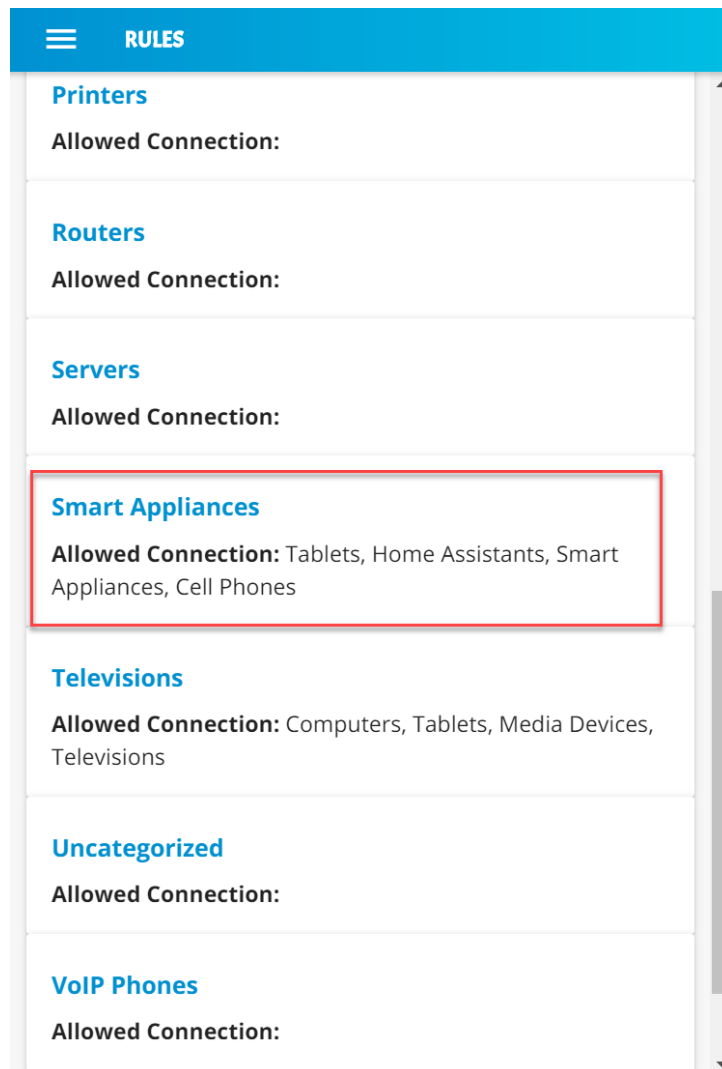 RULES
Printers
Allowed Connection:
Routers
Allowed Connection:
Servers
Allowed Connection:
Smart Appliances
Allowed Connection: Tablets, Home Assistants, Smart
Appliances, Cell Phones
Televisions
Allowed Connection: Computers, Tablets, Media Devices,
Televisions
Uncategorized
Allowed Connection:
VoIP Phones
Allowed Connection: